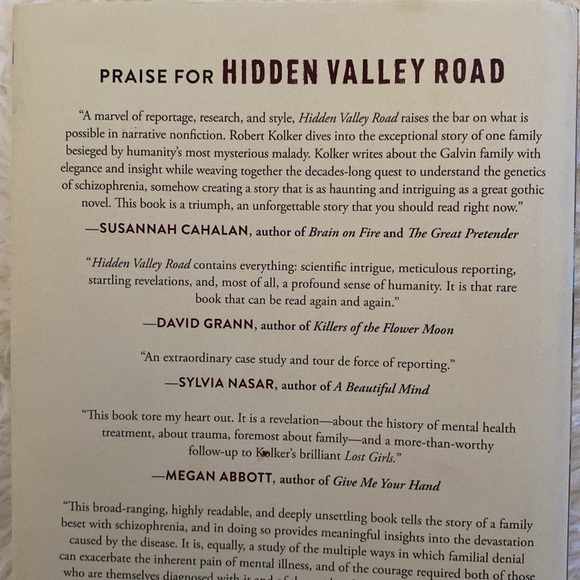 PRAISE FOR HIDDEN VALLEY ROAD
“A marvel of reportage, research, and style, Hidden Valley Road raises the bar on what is
possible in narrative nonfiction. Robert Kolker dives into the exceptional story of one family
besieged by humanity’s most mysterious malady. Kolker writes about the Galvin family with
elegance and insight while weaving together the decades-long quest to understand the genetics
of schizophrenia, somehow creating a story that is as haunting and intriguing as a great gothic
novel. This book is a triumph, an unforgettable story that you should read right now.”
—SUSANNAH CAHALAN, author of Brain on Fire and The Great Pretender
“Hidden Valley Road contains everything: scientific intrigue, meticulous reporting,
startling revelations, and, most of all, a profound sense of humanity. It is that rare
book that can be read again and again.”
—DAVID GRANN, author of Killers of the Flower Moon
“An extraordinary case study and tour de force of reporting.”
—SYLVIA NASAR, author of A Beautiful Mind
“This book tore my heart out. It is a revelation—about the history of mental health
treatment, about trauma, foremost about family—and a more-than-worthy
follow-up to Kolker’s brilliant Lost Girls.”
—MEGAN ABBOTT, author of Give Me Your Hand
“This broad-ranging, highly readable, and deeply unsettling book tells the story of a family
beset with schizophrenia, and in doing so provides meaningful insights into the devastation
caused by the disease. It is, equally, a study of the multiple ways in which familial denial
can exacerbate the inherent pain of mental illness, and of the courage required both of those
who are themselves diagnosed with it and of